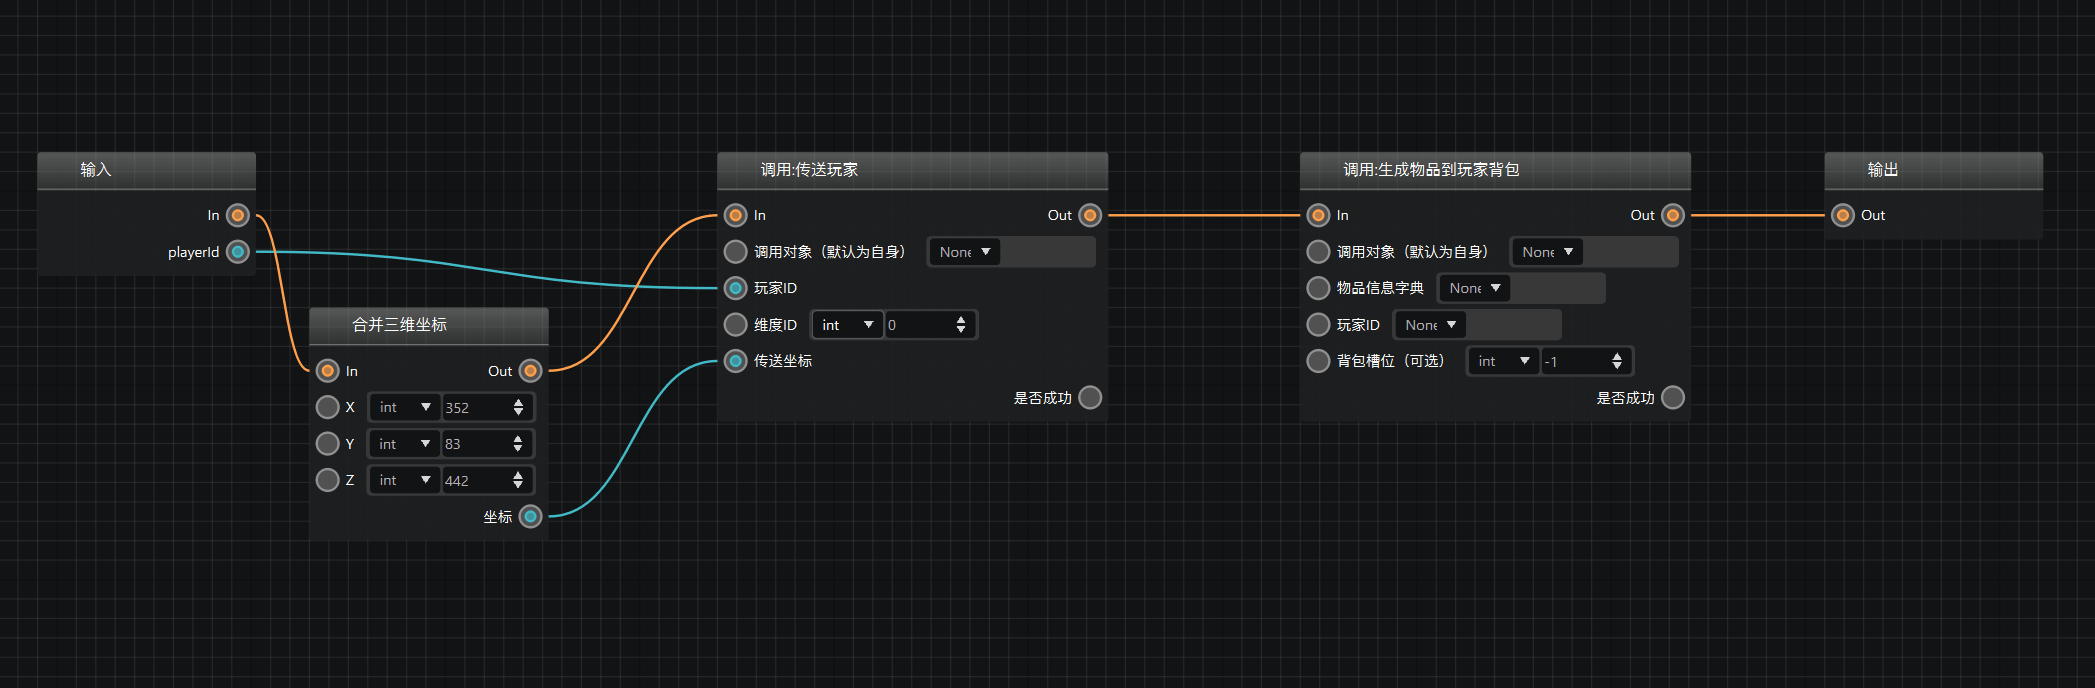 输入
In
playerId
合并三维坐标
In Out
X int 352
Y int 83
Z int 442
坐标
调用:传送玩家
In Out
调用对象（默认为自身） None
玩家ID
维度ID int 0
传送坐标
是否成功
调用:生成物品到玩家背包
In Out
调用对象（默认为自身） None
物品信息字典 None
玩家ID None
背包槽位（可选） int -1
是否成功
输出
Out